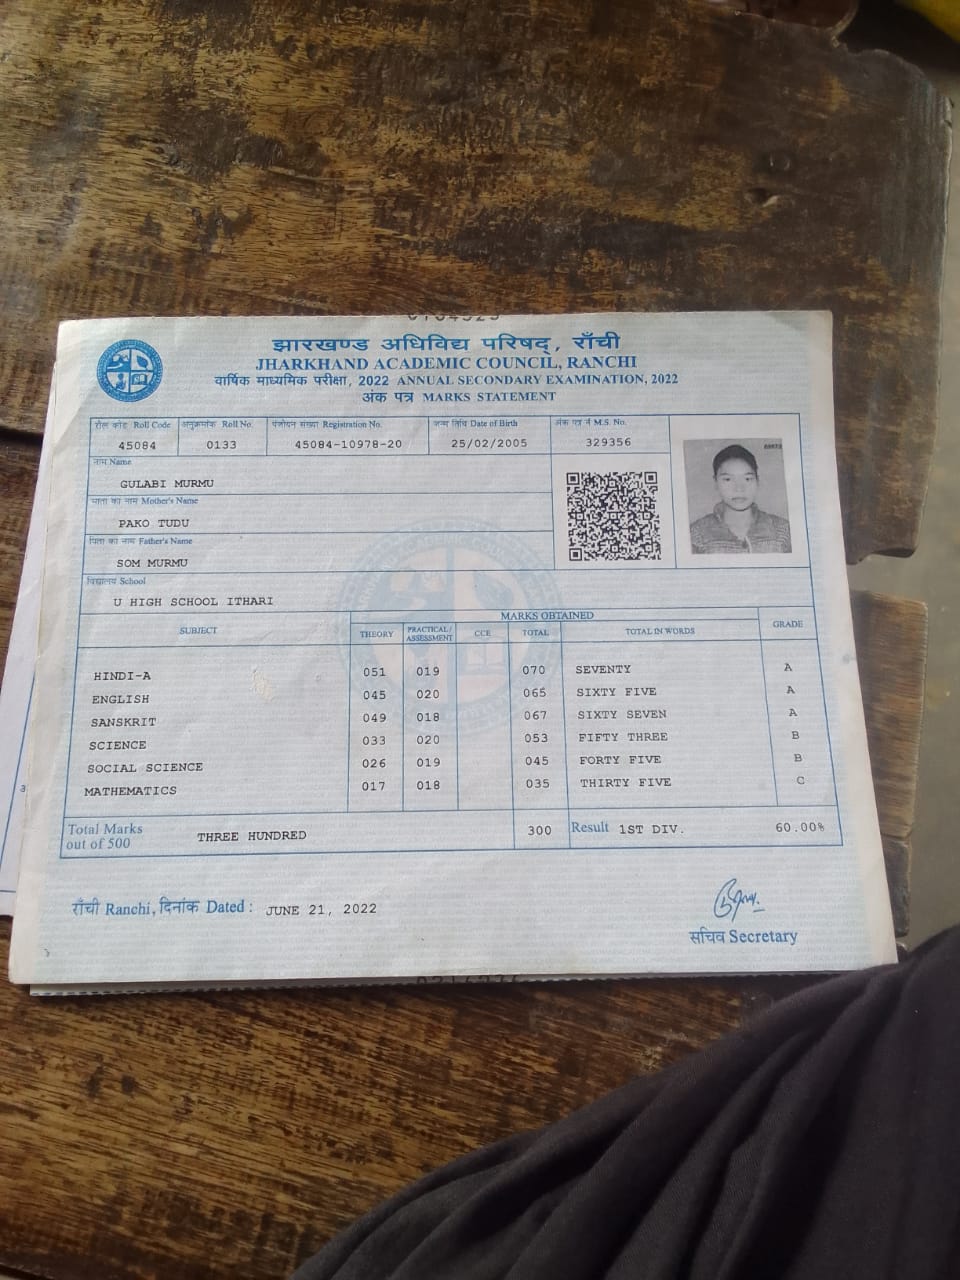 झारखण्ड अधिविद्य परिषद्, राँची
JHARKHAND ACADEMIC COUNCIL, RANCHI
वार्षिक माध्यमिक परीक्षा, 2022 ANNUAL SECONDARY EXAMINATION, 2022
अंक पत्र MARKS STATEMENT
रोल कोड Roll Code अनुक्रमांक Roll No. पंजीयन संख्या Registration No. जन्म तिथि Date of Birth अंक पत्र सं M.S. No.
45084 0133 45084-10978-20 25/02/2005 329356
नाम Name
GULABI MURMU
माता का नाम Mother's Name
PAKO TUDU
पिता का नाम Father's Name
SOM MURMU
विद्यालय School
U HIGH SCHOOL ITHARI
MARKS OBTAINED
SUBJECT THEORY PRACTICAL/ ASSESSMENT CCE TOTAL TOTAL IN WORDS GRADE
HINDI-A 051 019 070 SEVENTY A
ENGLISH 045 020 065 SIXTY FIVE A
SANSKRIT 049 018 067 SIXTY SEVEN A
SCIENCE 033 020 053 FIFTY THREE B
SOCIAL SCIENCE 026 019 045 FORTY FIVE B
MATHEMATICS 017 018 035 THIRTY FIVE C
Total Marks
out of 500 THREE HUNDRED 300 Result 1ST DIV. 60.00%
राँची Ranchi, दिनांक Dated : JUNE 21, 2022
सचिव Secretary